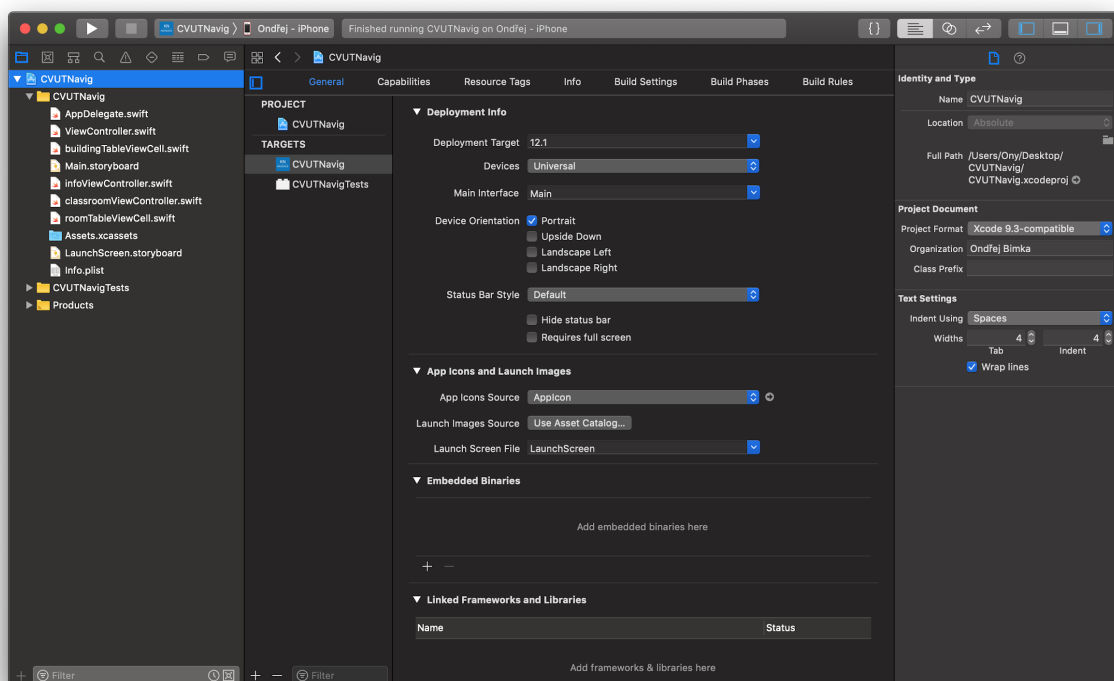 CVUTNavig
Ondřej - iPhone
Finished running CVUTNavig on Ondřej - iPhone
{ }
CVUTNavig
CVUTNavig
AppDelegate.swift
ViewController.swift
buildingTableViewCell.swift
Main.storyboard
infoViewController.swift
classroomViewController.swift
roomTableViewCell.swift
Assets.xcassets
LaunchScreen.storyboard
Info.plist
CVUTNavigTests
Products
Filter
CVUTNavig
General
Capabilities
Resource Tags
Info
Build Settings
Build Phases
Build Rules
PROJECT
CVUTNavig
TARGETS
CVUTNavig
CVUTNavigTests
Filter
Deployment Info
Deployment Target 12.1
Devices Universal
Main Interface Main
Device Orientation Portrait
Upside Down
Landscape Left
Landscape Right
Status Bar Style Default
Hide status bar
Requires full screen
App Icons and Launch Images
App Icons Source AppIcon
Launch Images Source Use Asset Catalog...
Launch Screen File LaunchScreen
Embedded Binaries
Add embedded binaries here
Linked Frameworks and Libraries
Name Status
Add frameworks & libraries here
Identity and Type
Name CVUTNavig
Location Absolute
Full Path /Users/Ony/Desktop/
CVUTNavig/
CVUTNavig.xcodeproj
Project Document
Project Format Xcode 9.3-compatible
Organization Ondřej Bimka
Class Prefix
Text Settings
Indent Using Spaces
Widths 4 4
Tab Indent
Wrap lines